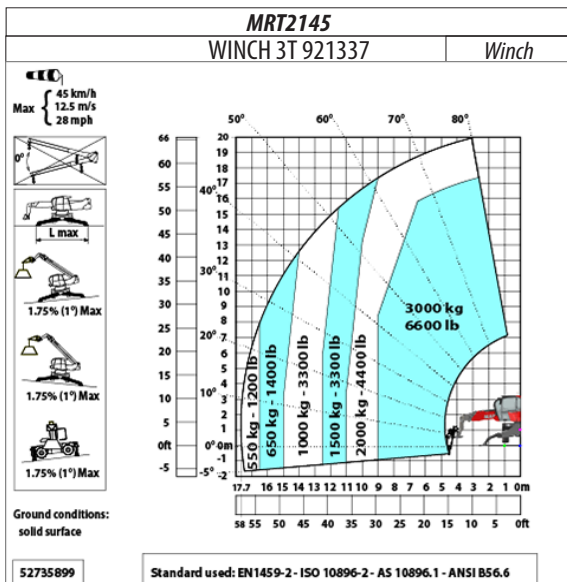 MRT2145
WINCH 3T 921337
Winch
Max { 45 km/h
12.5 m/s
28 mph
0°
L max
1.75% (1°) Max
1.75% (1°) Max
1.75% (1°) Max
Ground conditions:
solid surface
52735899
50° 60° 70° 80°
40°
30°
20°
10°
0°
-5°
66
60
55
50
45
40
35
30
25
20
15
10
5
0ft
-5
20
19
18
17
16
15
14
13
12
11
10
9
8
7
6
5
4
3
2
1
0m
-1
-2
550 kg - 1200 lb
650 kg - 1400 lb
1000 kg - 3300 lb
1500 kg - 3300 lb
2000 kg - 4400 lb
3000 kg
6600 lb
17.7 16 15 14 13 12 11 10 9 8 7 6 5 4 3 2 1 0m
58 55 50 45 40 35 30 25 20 15 10 5 0ft
Standard used: EN1459-2 - ISO 10896-2 - AS 10896.1 - ANSI B56.6